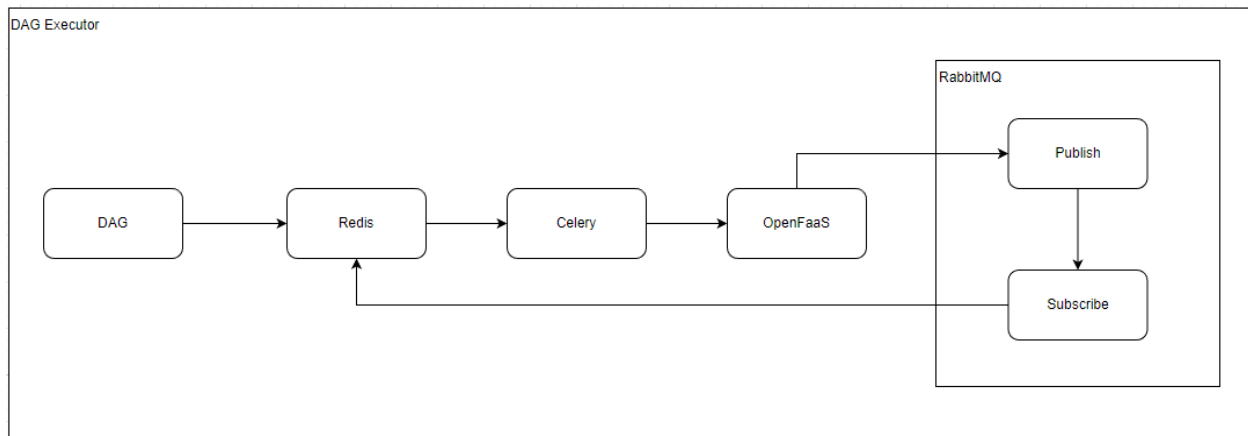 DAG Executor
RabbitMQ
Publish
DAG
Redis
Celery
OpenFaaS
Subscribe